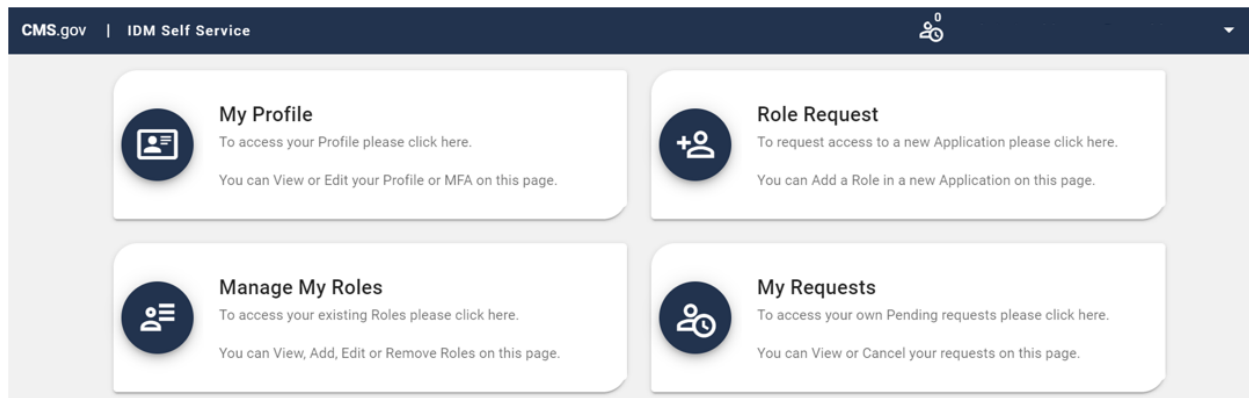 CMS.gov | IDM Self Service
0
My Profile
To access your Profile please click here.
You can View or Edit your Profile or MFA on this page.
Role Request
To request access to a new Application please click here.
You can Add a Role in a new Application on this page.
Manage My Roles
To access your existing Roles please click here.
You can View, Add, Edit or Remove Roles on this page.
My Requests
To access your own Pending requests please click here.
You can View or Cancel your requests on this page.